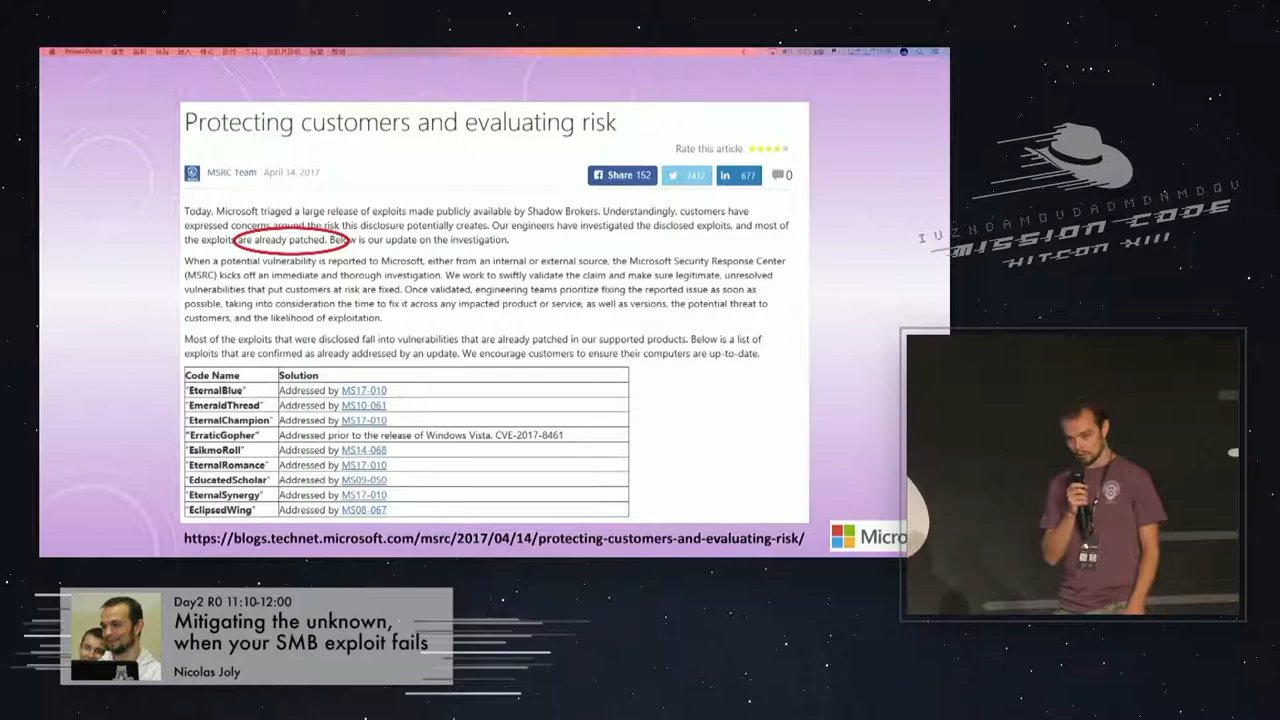 PowerPoint
Protecting customers and evaluating risk
Rate this article
MSRC Team April 14, 2017
Share 152
2412
in 677
0
Today, Microsoft triaged a large release of exploits made publicly available by Shadow Brokers. Understandingly, customers have
expressed concerns around the risk this disclosure potentially creates. Our engineers have investigated the disclosed exploits, and most of
the exploits are already patched. Below is our update on the investigation.
When a potential vulnerability is reported to Microsoft, either from an internal or external source, the Microsoft Security Response Center
(MSRC) kicks off an immediate and thorough investigation. We work to swiftly validate the claim and make sure legitimate, unresolved
vulnerabilities that put customers at risk are fixed. Once validated, engineering teams prioritize fixing the reported issue as soon as
possible, taking into consideration the time to fix it across any impacted product or service, as well as versions, the potential threat to
customers, and the likelihood of exploitation.
Most of the exploits that were disclosed fall into vulnerabilities that are already patched in our supported products. Below is a list of
exploits that are confirmed as already addressed by an update. We encourage customers to ensure their computers are up-to-date.
Code Name Solution
"EternalBlue" Addressed by MS17-010
"EmeraldThread" Addressed by MS10-061
"EternalChampion" Addressed by MS17-010
"ErraticGopher" Addressed prior to the release of Windows Vista. CVE-2017-8461
"EsikmoRoll" Addressed by MS14-068
"EternalRomance" Addressed by MS17-010
"EducatedScholar" Addressed by MS09-050
"EternalSynergy" Addressed by MS17-010
"EclipsedWing" Addressed by MS08-067
https://blogs.technet.microsoft.com/msrc/2017/04/14/protecting-customers-and-evaluating-risk/
Micro
IUZNDAMOVDADMDAMDQV
MISSION CODE
HITCON XIII
Day2 R0 11:10-12:00
Mitigating the unknown,
when your SMB exploit fails
Nicolas Joly